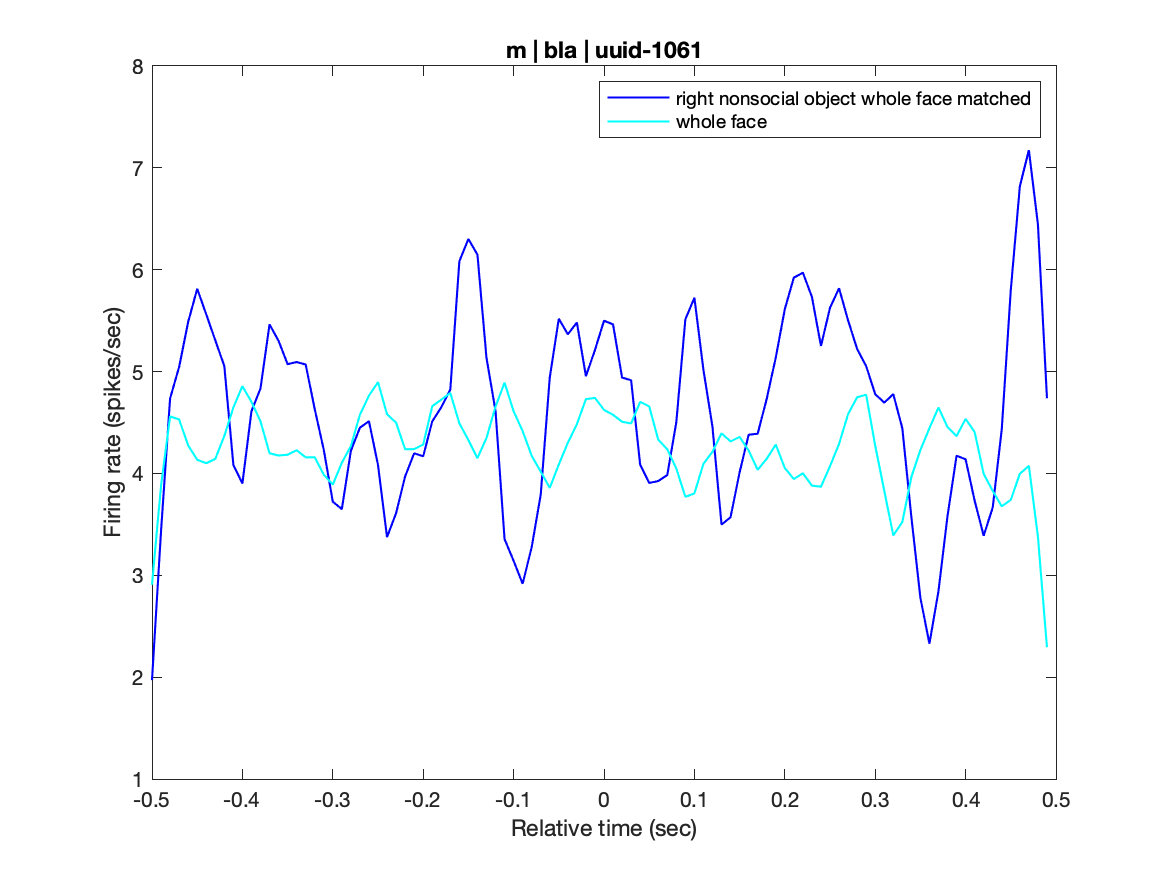 m | bla | uuid-1061
right nonsocial object whole face matched
whole face
8
7
6
5
4
3
2
1
Firing rate (spikes/sec)
-0.5 -0.4 -0.3 -0.2 -0.1 0 0.1 0.2 0.3 0.4 0.5
Relative time (sec)